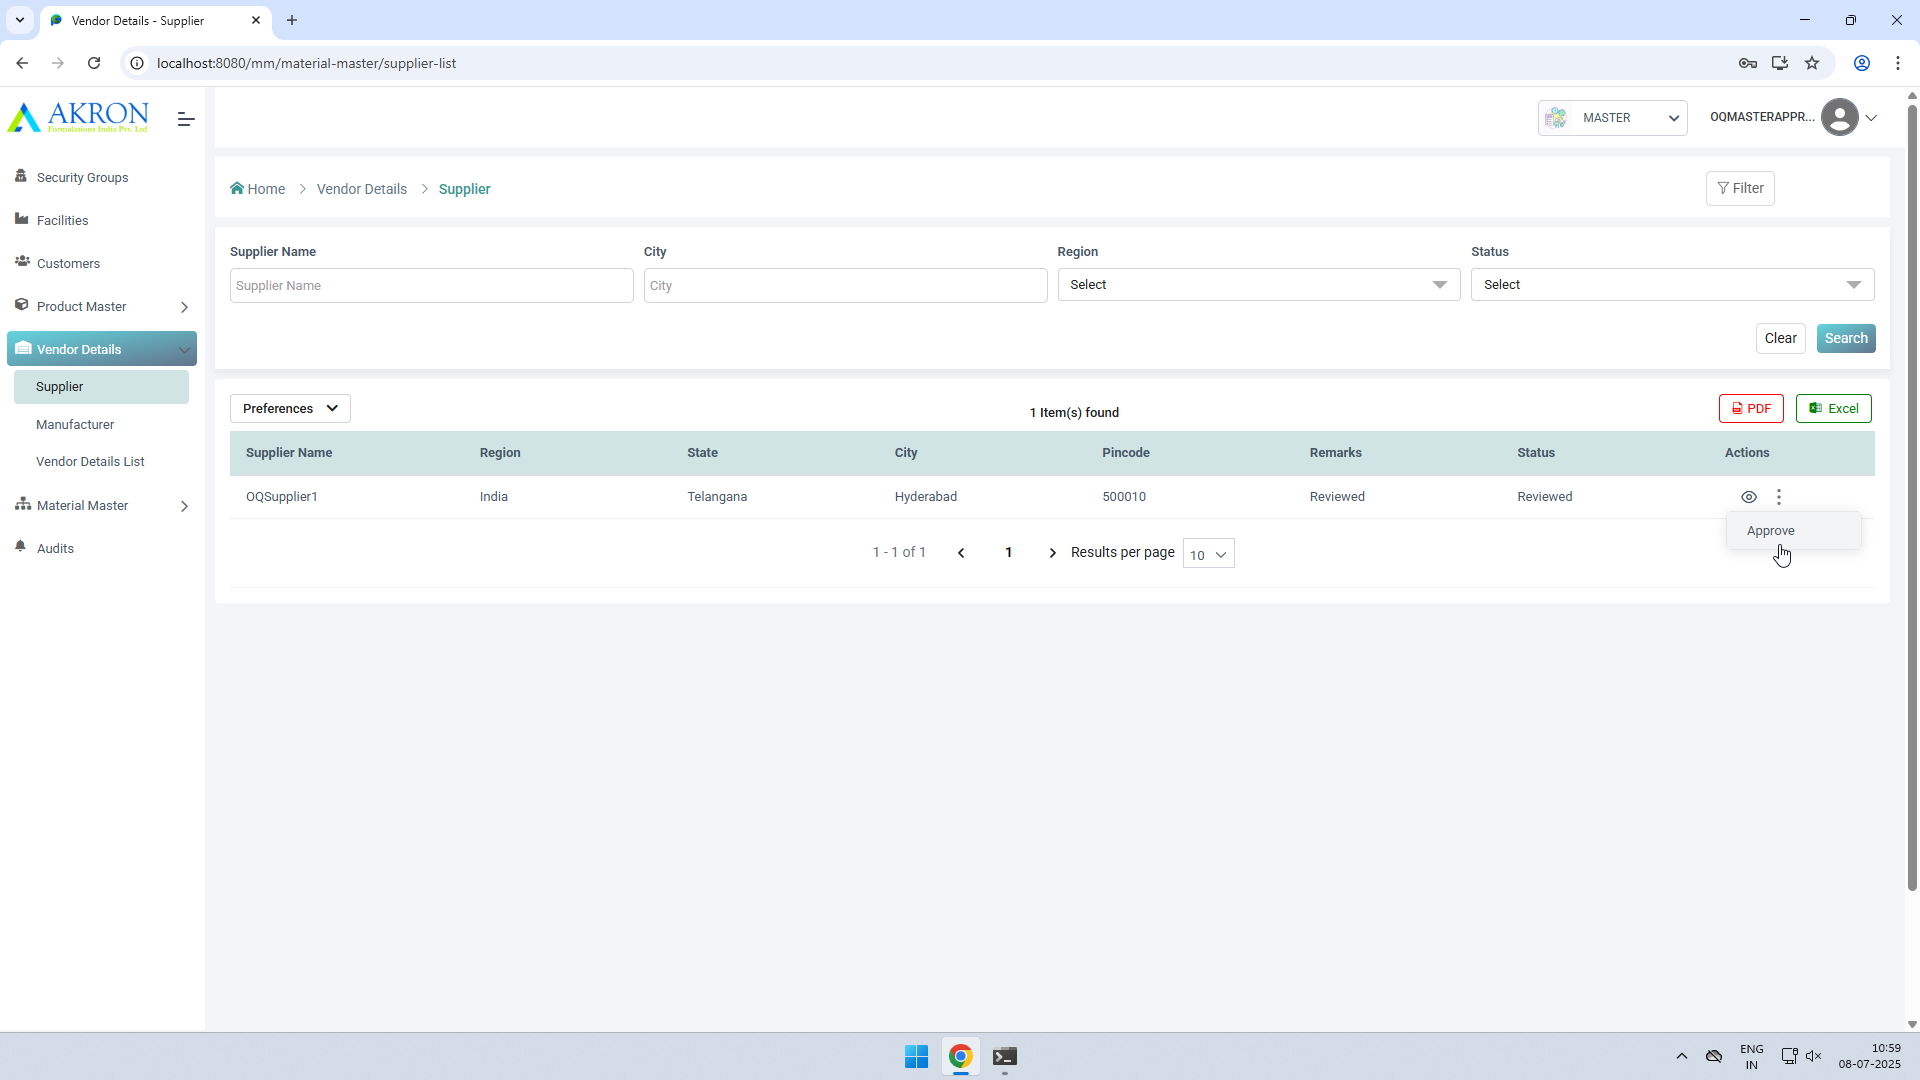 Vendor Details - Supplier
localhost:8080/mm/material-master/supplier-list
AKRON
Formulations India Pvt. Ltd
MASTER
OQMASTERAPPR...
Security Groups
Facilities
Customers
Product Master
Vendor Details
Supplier
Manufacturer
Vendor Details List
Material Master
Audits
Home > Vendor Details > Supplier
Filter
Supplier Name City Region Status
Supplier Name City Select Select
Clear Search
Preferences 1 Item(s) found PDF Excel
Supplier Name Region State City Pincode Remarks Status Actions
OQSupplier1 India Telangana Hyderabad 500010 Reviewed Reviewed
Approve
1 - 1 of 1 1 Results per page 10
ENG
IN
10:59
08-07-2025